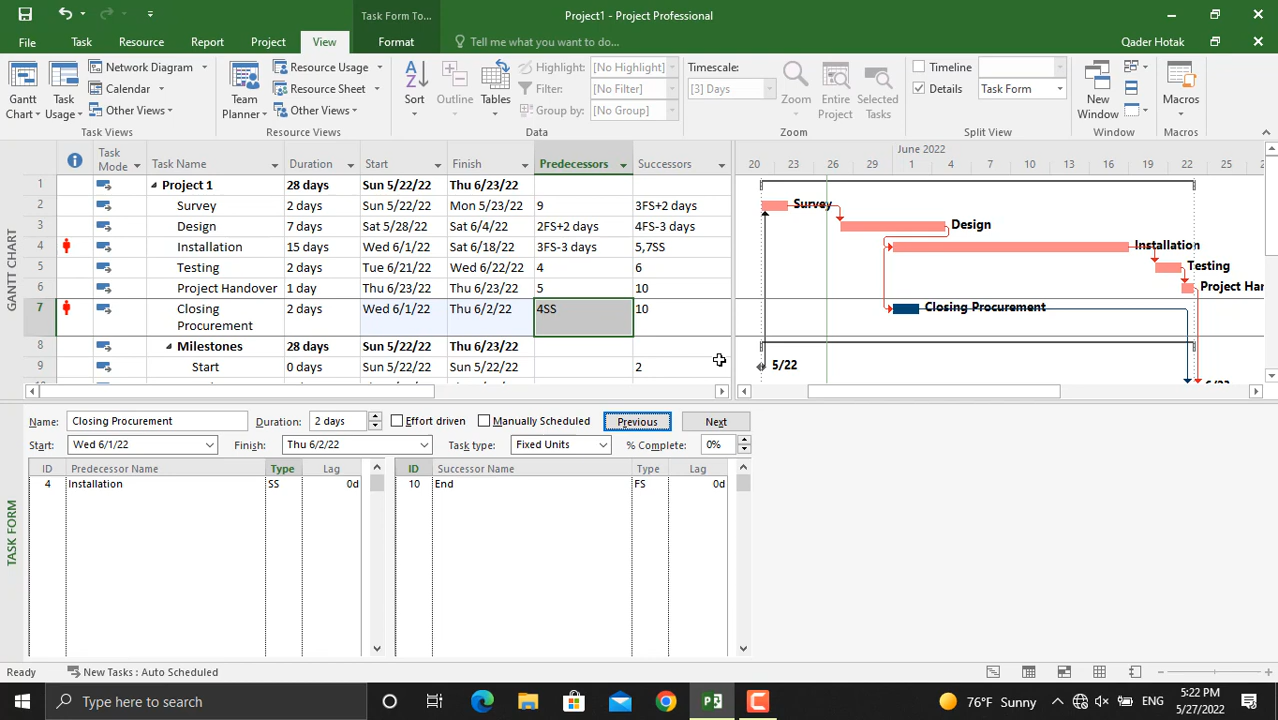 Project1 - Project Professional
Task Form To...
File Task Resource Report Project View Format Tell me what you want to do... Qader Hotak
Gantt Chart
Task Usage
Network Diagram
Calendar
Other Views
Task Views
Team Planner
Resource Usage
Resource Sheet
Other Views
Resource Views
Sort
Outline
Tables
Highlight: [No Highlight]
Filter: [No Filter]
Group by: [No Group]
Data
Timescale:
[3] Days
Zoom
Entire Project
Selected Tasks
Zoom
Timeline
Details Task Form
Split View
New Window
Window
Macros
Macros
GANTT CHART
Task Mode Task Name Duration Start Finish Predecessors Successors
1 Project 1 28 days Sun 5/22/22 Thu 6/23/22
2 Survey 2 days Sun 5/22/22 Mon 5/23/22 9 3FS+2 days
3 Design 7 days Sat 5/28/22 Sat 6/4/22 2FS+2 days 4FS-3 days
4 Installation 15 days Wed 6/1/22 Sat 6/18/22 3FS-3 days 5,7SS
5 Testing 2 days Tue 6/21/22 Wed 6/22/22 4 6
6 Project Handover 1 day Thu 6/23/22 Thu 6/23/22 5 10
7 Closing Procurement 2 days Wed 6/1/22 Thu 6/2/22 4SS 10
8 Milestones 28 days Sun 5/22/22 Thu 6/23/22
9 Start 0 days Sun 5/22/22 Sun 5/22/22 2
June 2022
20 23 26 29 1 4 7 10 13 16 19 22 25
Survey
Design
Installation
Testing
Project Han
Closing Procurement
5/22
TASK FORM
Name: Closing Procurement Duration: 2 days Effort driven Manually Scheduled Previous Next
Start: Wed 6/1/22 Finish: Thu 6/2/22 Task type: Fixed Units % Complete: 0%
ID Predecessor Name Type Lag
4 Installation SS 0d
ID Successor Name Type Lag
10 End FS 0d
Ready New Tasks : Auto Scheduled
Type here to search
76°F Sunny
ENG
5:22 PM
5/27/2022